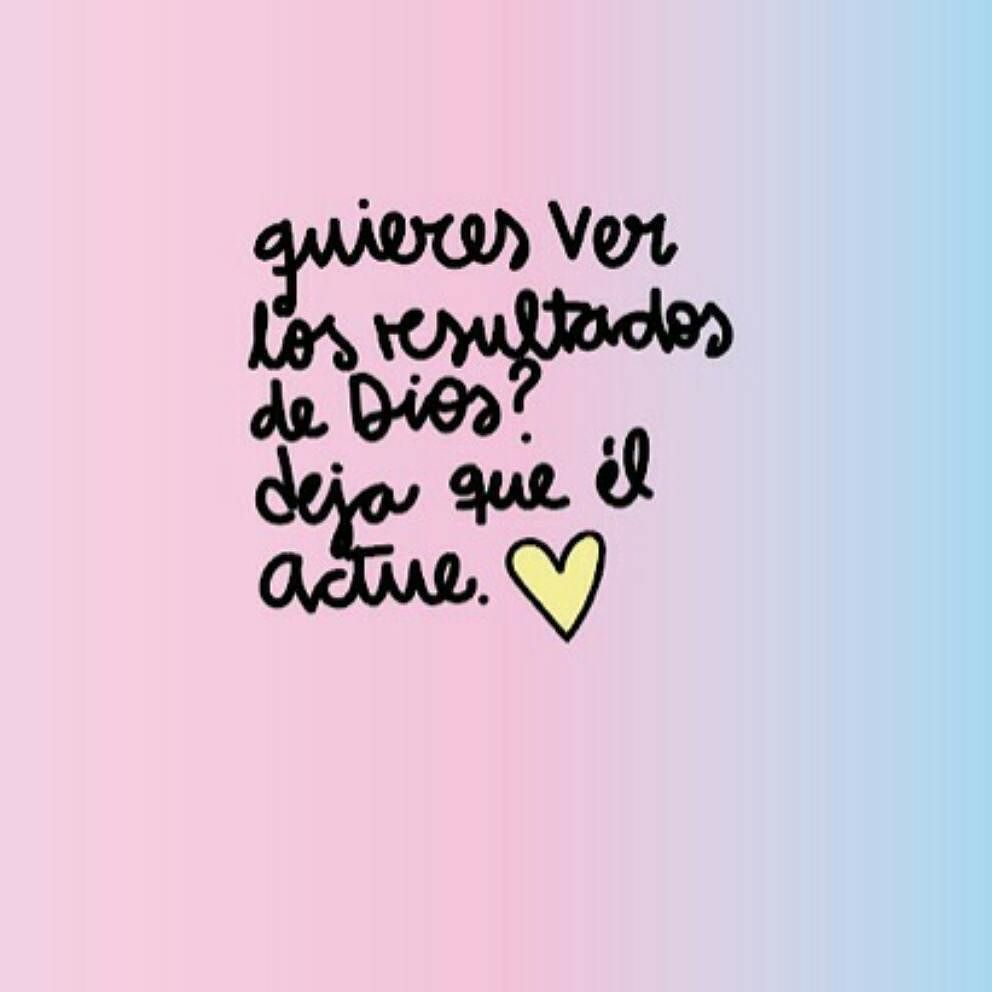 quieres ver
los resultados
de Dios?
deja que él
actue.